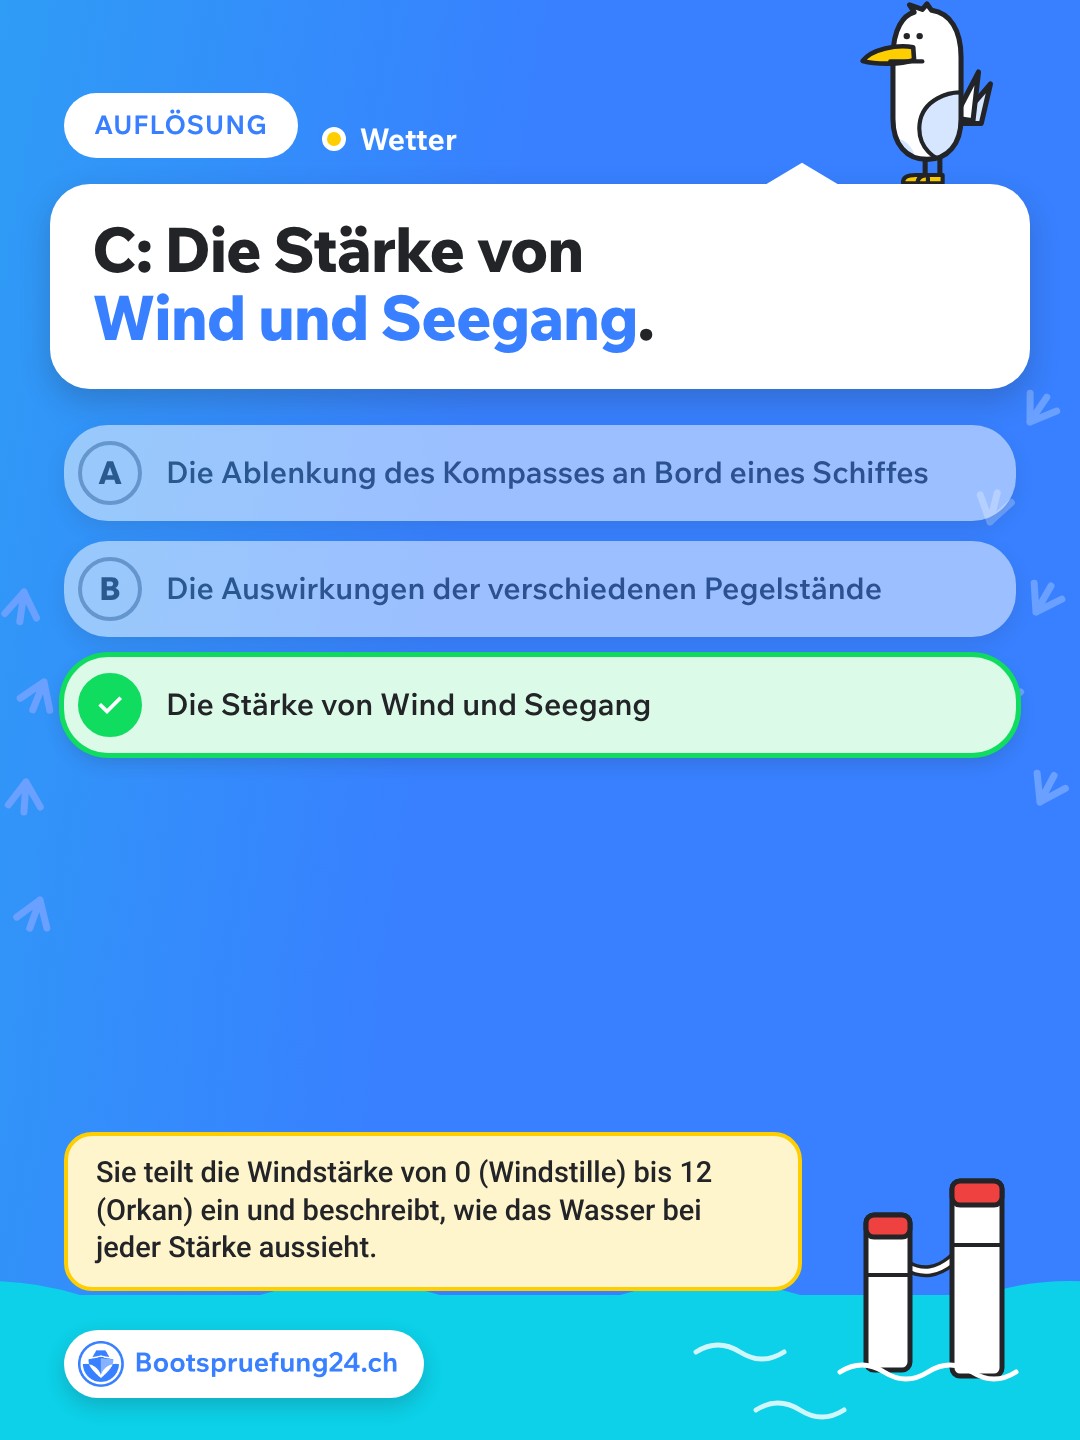 AUFLÖSUNG
Wetter
C: Die Stärke von
Wind und Seegang.
A Die Ablenkung des Kompasses an Bord eines Schiffes
B Die Auswirkungen der verschiedenen Pegelstände
Die Stärke von Wind und Seegang
Sie teilt die Windstärke von 0 (Windstille) bis 12
(Orkan) ein und beschreibt, wie das Wasser bei
jeder Stärke aussieht.
Bootspruefung24.ch